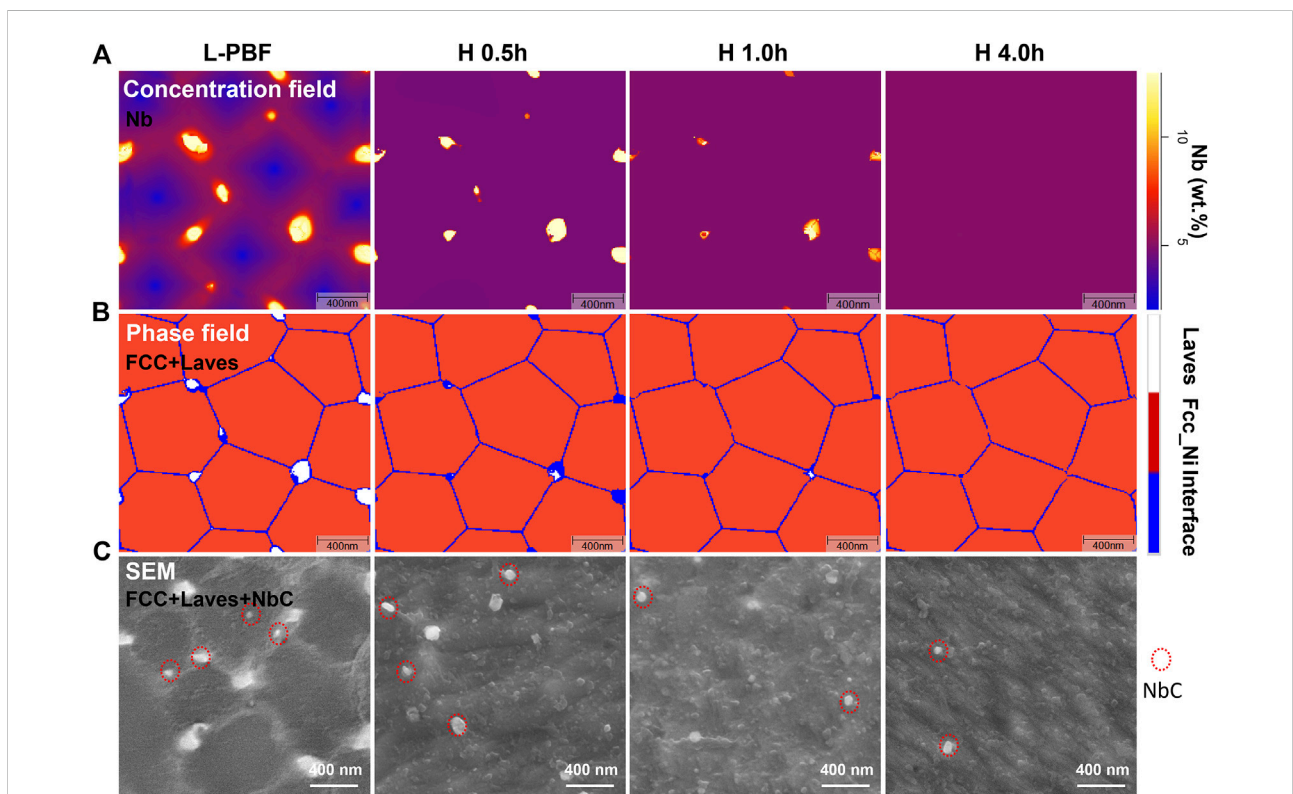 A
L-PBF
H 0.5h
H 1.0h
H 4.0h
Concentration field
Nb
400nm
400nm
400nm
400nm
10
5
Nb (wt.%)
B
Phase field
FCC+Laves
400nm
400nm
400nm
400nm
Laves
Fcc_Ni
Interface
C
SEM
FCC+Laves+NbC
400 nm
400 nm
400 nm
400 nm
NbC